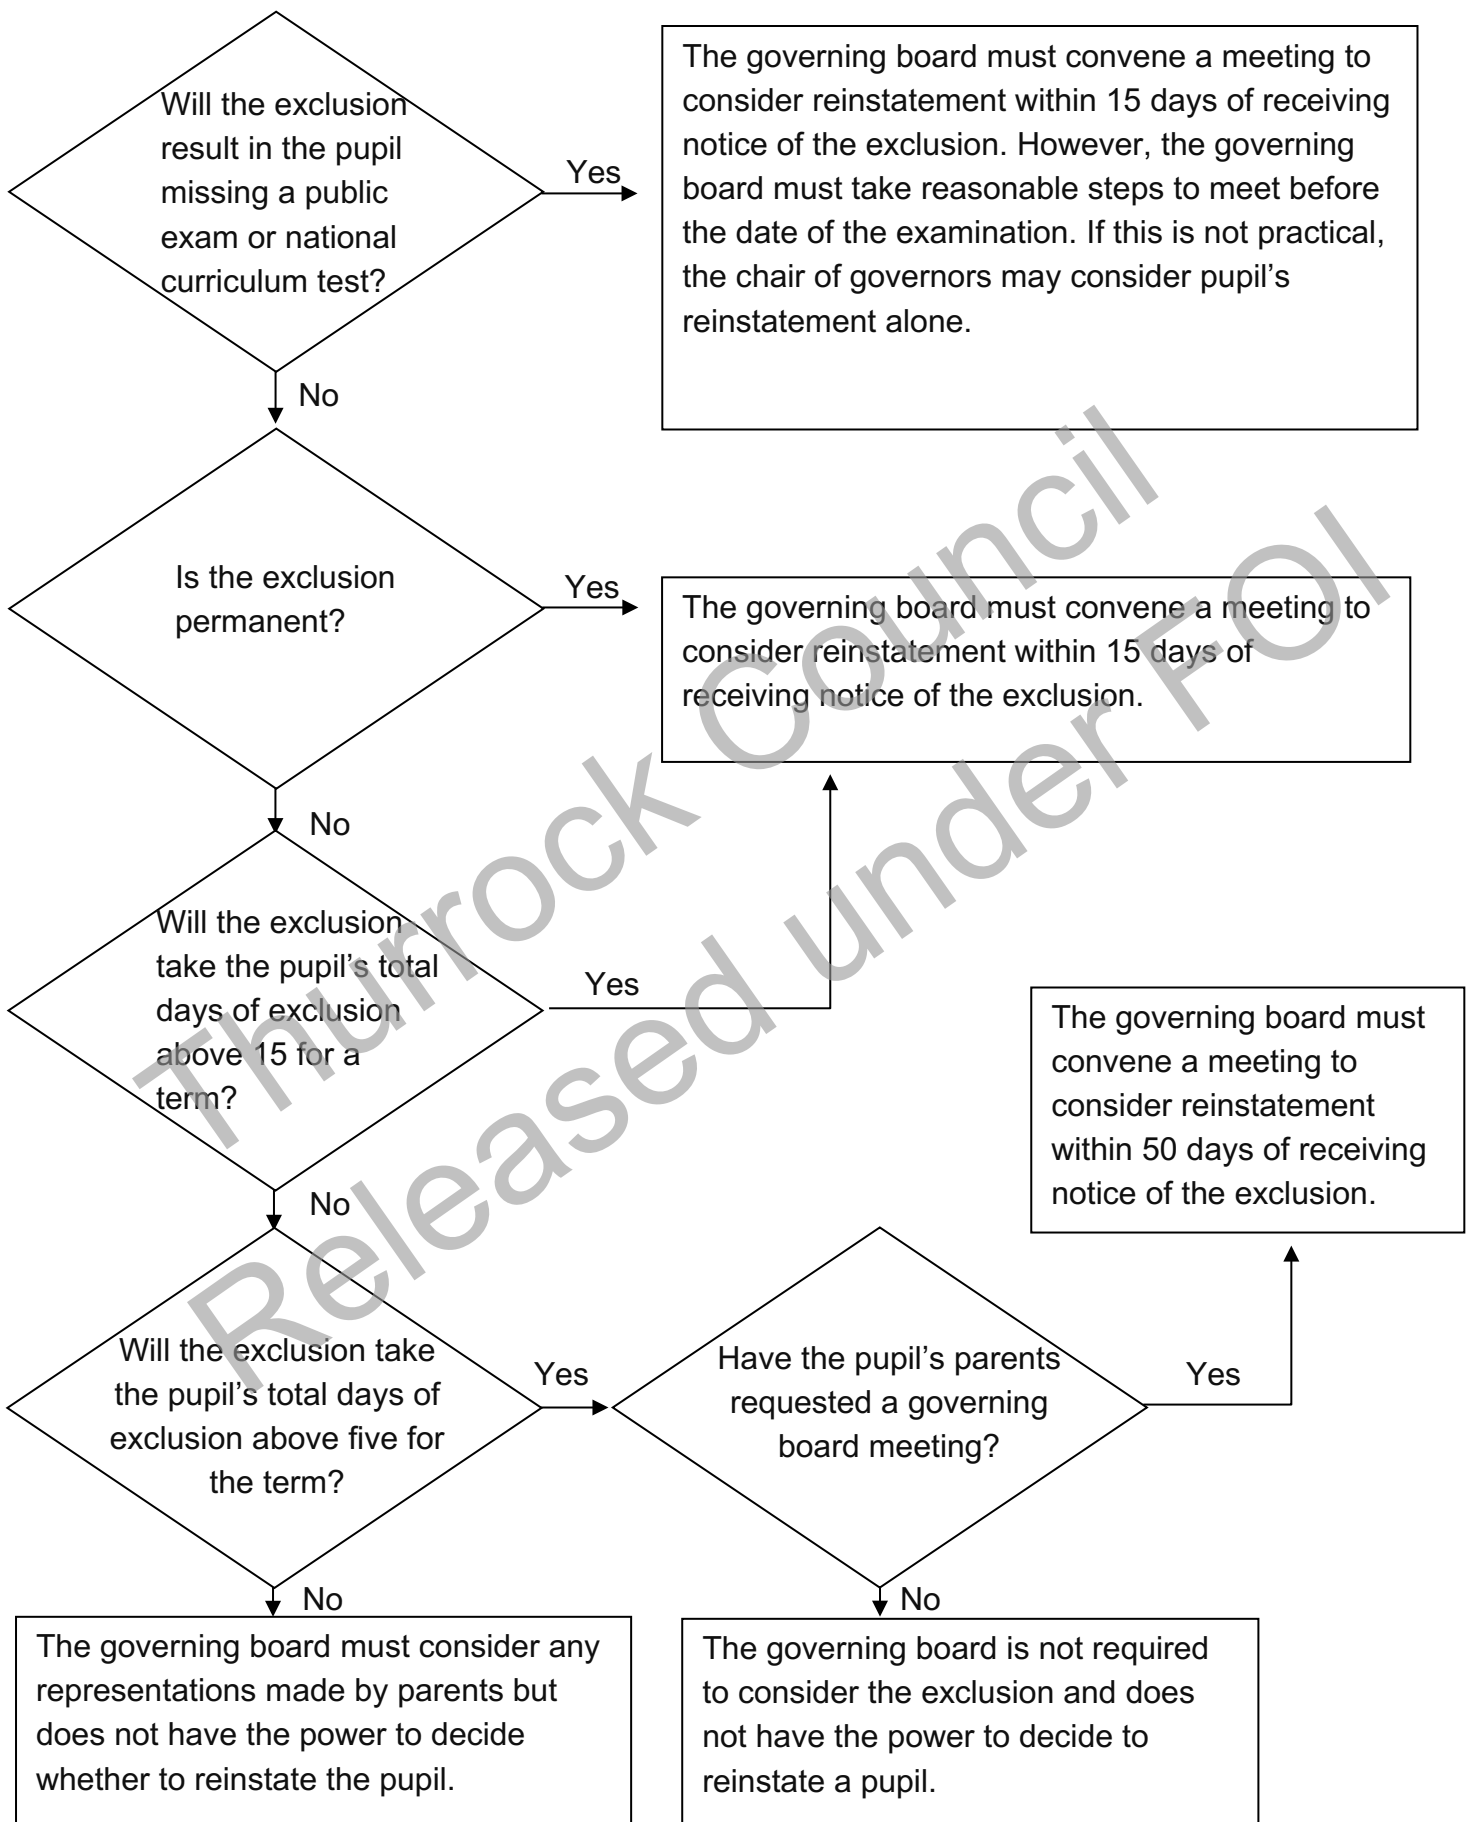 Will the exclusion
result in the pupil
missing a public
exam or national
curriculum test?
Yes
The governing board must convene a meeting to
consider reinstatement within 15 days of receiving
notice of the exclusion. However, the governing
board must take reasonable steps to meet before
the date of the examination. If this is not practical,
the chair of governors may consider pupil’s
reinstatement alone.
No
Is the exclusion
permanent?
Yes
The governing board must convene a meeting to
consider reinstatement within 15 days of
receiving notice of the exclusion.
No
Will the exclusion
take the pupil’s total
days of exclusion
above 15 for a
term?
Yes
The governing board must
convene a meeting to
consider reinstatement
within 50 days of receiving
notice of the exclusion.
No
Will the exclusion take
the pupil’s total days of
exclusion above five for
the term?
Yes
Have the pupil’s parents
requested a governing
board meeting?
Yes
No
The governing board must consider any
representations made by parents but
does not have the power to decide
whether to reinstate the pupil.
No
The governing board is not required
to consider the exclusion and does
not have the power to decide to
reinstate a pupil.
Thurrock Council
Released under FOI